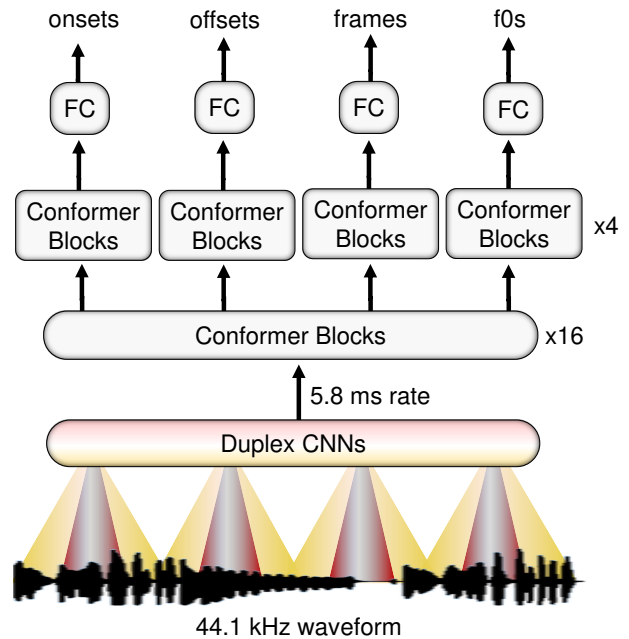 onsets offsets frames f0s
FC FC FC FC
Conformer Blocks Conformer Blocks Conformer Blocks Conformer Blocks x4
Conformer Blocks x16
5.8 ms rate
Duplex CNNs
44.1 kHz waveform